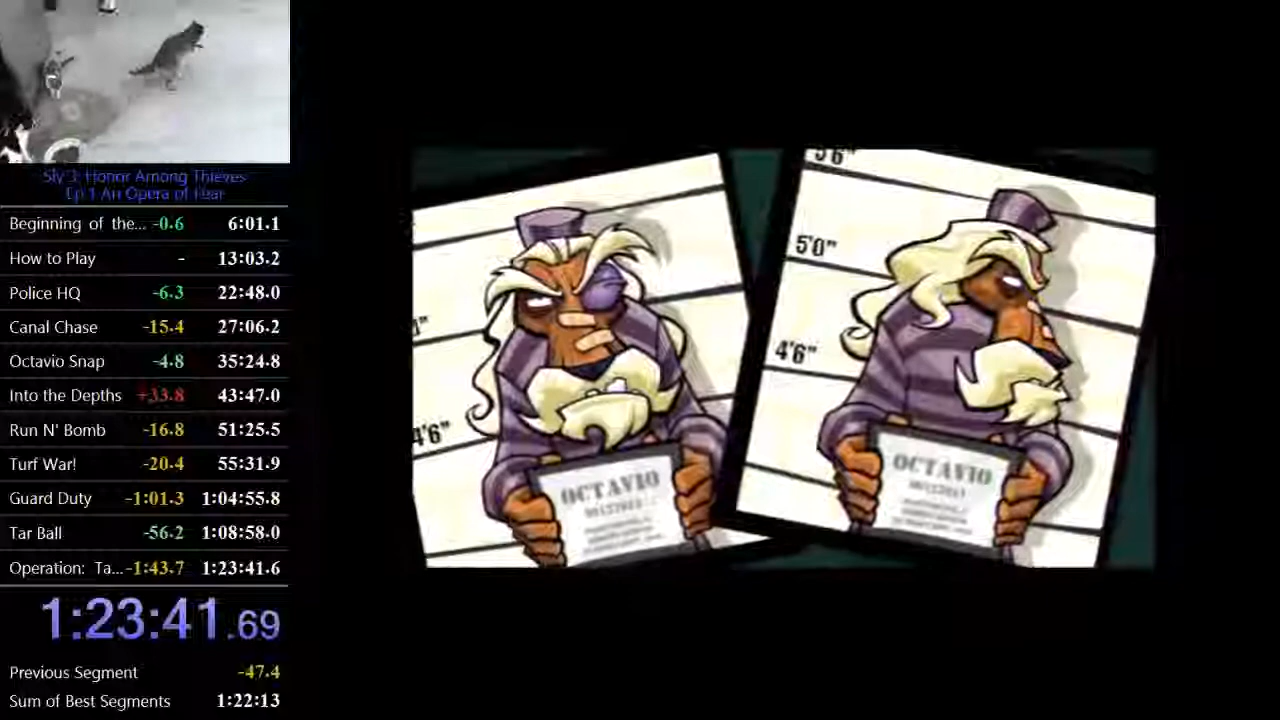 Sly 3: Honor Among Thieves
Ep 1 An Opera of Fear
Beginning of the... -0.6 6:01.1
How to Play - 13:03.2
Police HQ -6.3 22:48.0
Canal Chase -15.4 27:06.2
Octavio Snap -4.8 35:24.8
Into the Depths +33.8 43:47.0
Run N' Bomb -16.8 51:25.5
Turf War! -20.4 55:31.9
Guard Duty -1:01.3 1:04:55.8
Tar Ball -56.2 1:08:58.0
Operation: Ta... -1:43.7 1:23:41.6
1:23:41.69
Previous Segment -47.4
Sum of Best Segments 1:22:13
4'6"
OCTAVIO
5'6"
5'0"
4'6"
OCTAVIO